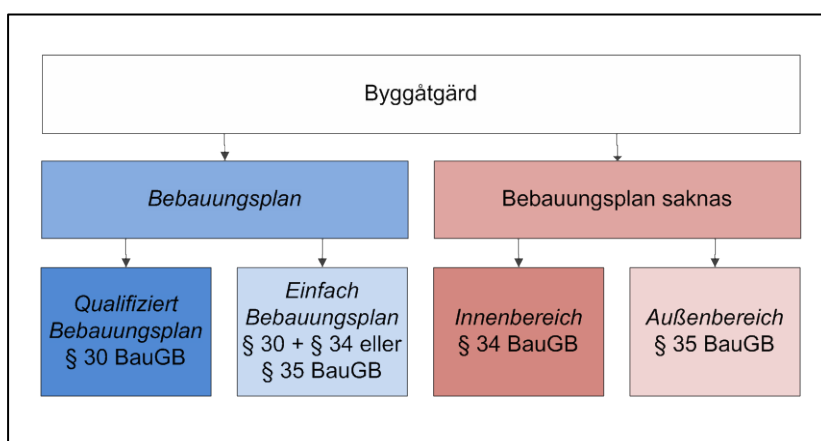 Byggåtgärd
Bebauungsplan
Bebauungsplan saknas
Qualifiziert
Bebauungsplan
§ 30 BauGB
Einfach
Bebauungsplan
§ 30 + § 34 eller
§ 35 BauGB
Innenbereich
§ 34 BauGB
Außenbereich
§ 35 BauGB